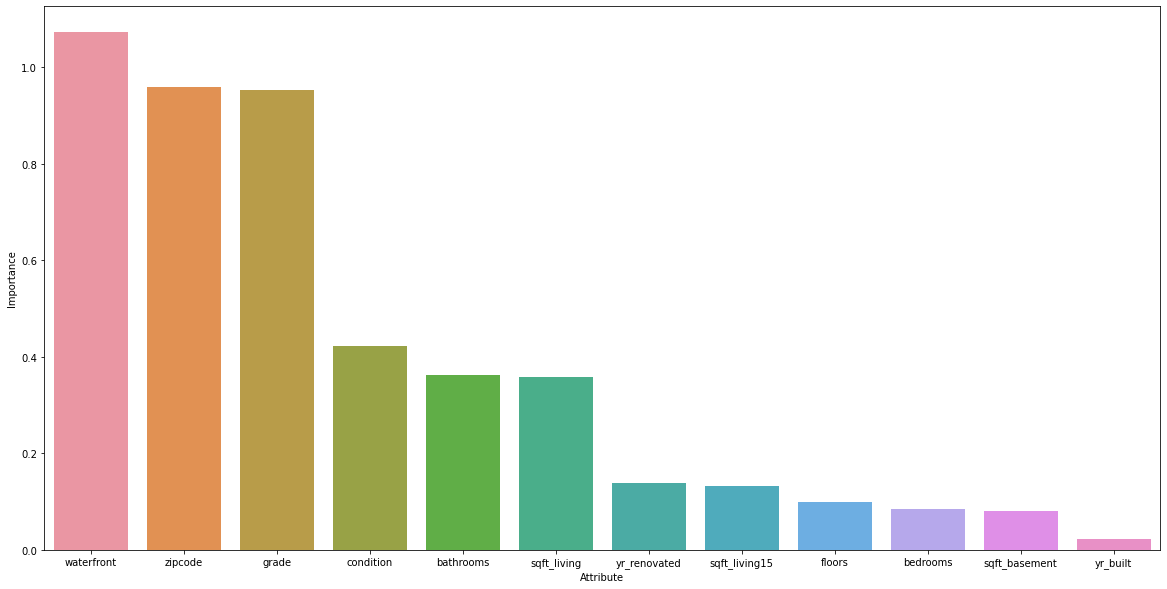 1.0
0.8
0.6
0.4
0.2
0.0
Importance
waterfront zipcode grade condition bathrooms sqft_living yr_renovated sqft_living15 floors bedrooms sqft_basement yr_built
Attribute